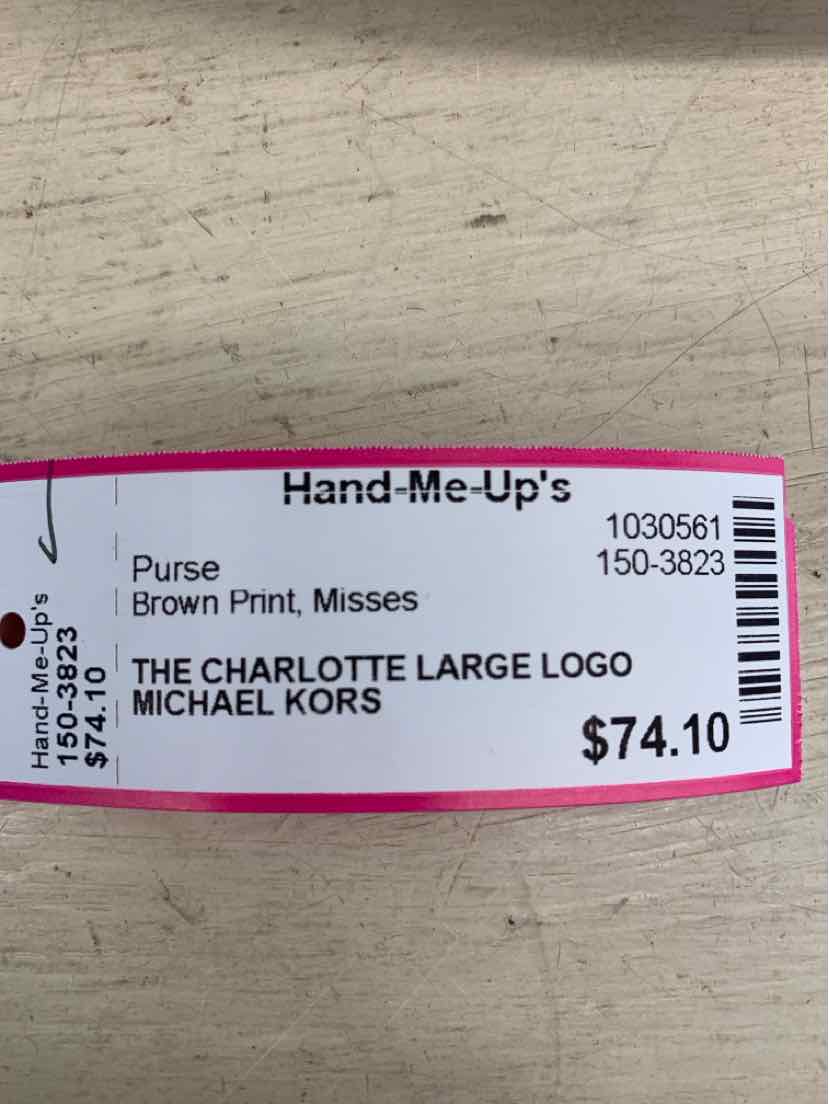 Hand-Me-Up's
1030561
150-3823
Purse
Brown Print, Misses
THE CHARLOTTE LARGE LOGO
MICHAEL KORS
$74.10
Hand-Me-Up's
150-3823
$74.10